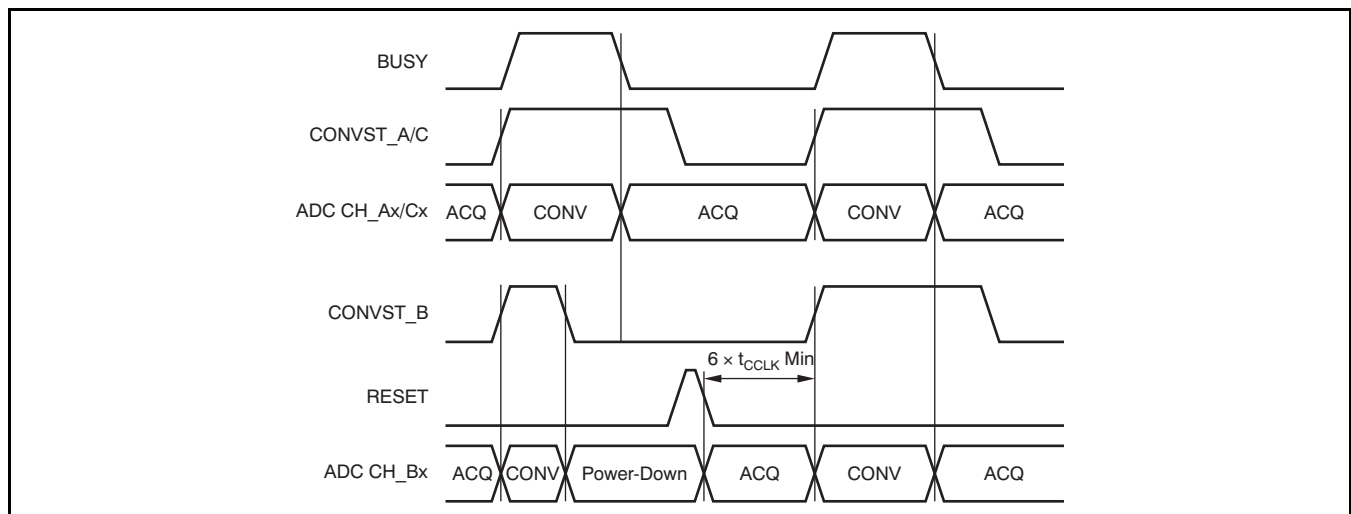 BUSY
CONVST_A/C
ADC CH_Ax/Cx ACQ CONV ACQ CONV ACQ
CONVST_B
6 × tCCLK Min
RESET
ADC CH_Bx ACQ CONV Power-Down ACQ CONV ACQ